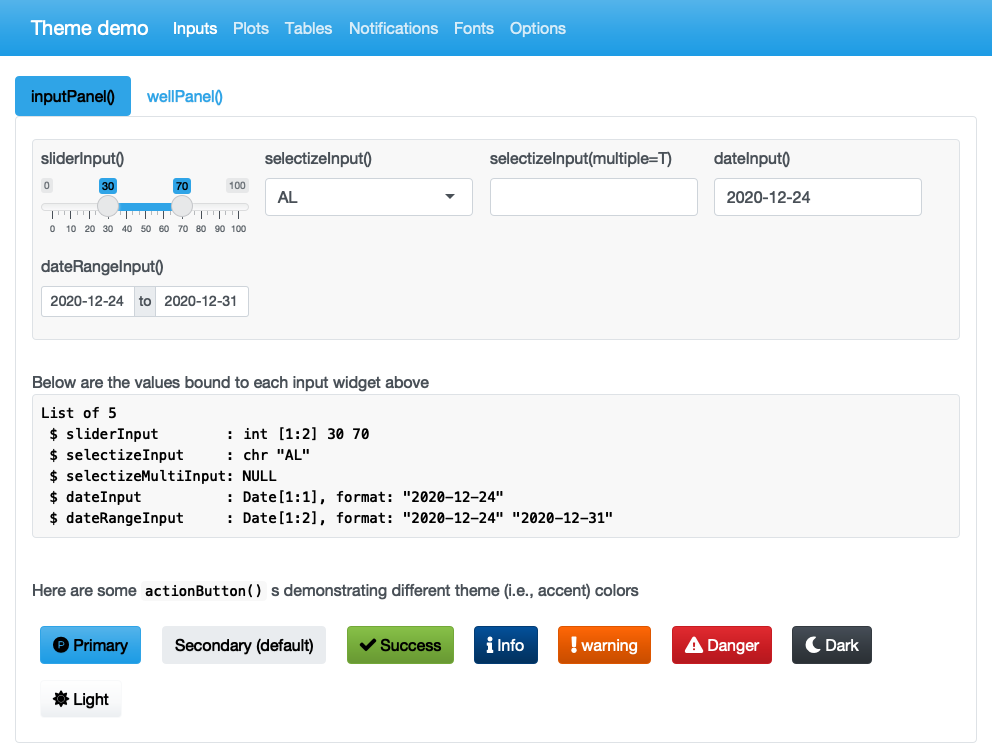 Theme demo Inputs Plots Tables Notifications Fonts Options
inputPanel() wellPanel()
sliderInput() selectizeInput() selectizeInput(multiple=T) dateInput()
0 30 70 100
AL 2020-12-24
0 10 20 30 40 50 60 70 80 90 100
dateRangeInput()
2020-12-24 to 2020-12-31
Below are the values bound to each input widget above
List of 5
 $ sliderInput        : int [1:2] 30 70
 $ selectizeInput     : chr "AL"
 $ selectizeMultiInput: NULL
 $ dateInput          : Date[1:1], format: "2020-12-24"
 $ dateRangeInput     : Date[1:2], format: "2020-12-24" "2020-12-31"
Here are some actionButton() s demonstrating different theme (i.e., accent) colors
P Primary Secondary (default) Success Info warning Danger Dark
Light